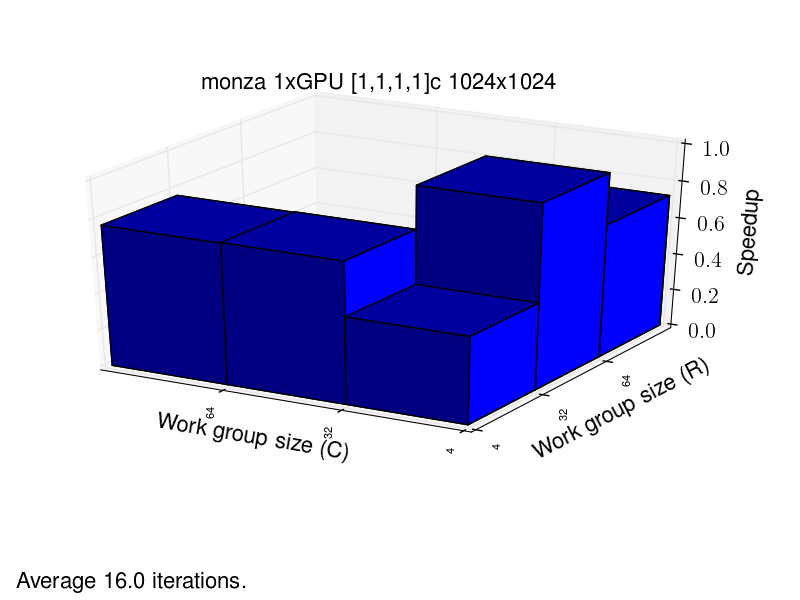 monza 1xGPU [1,1,1,1]c 1024x1024
1.0
0.8
0.6
0.4
0.2
0.0
Speedup
64
32
4
Work group size (C)
4
32
64
Work group size (R)
Average 16.0 iterations.